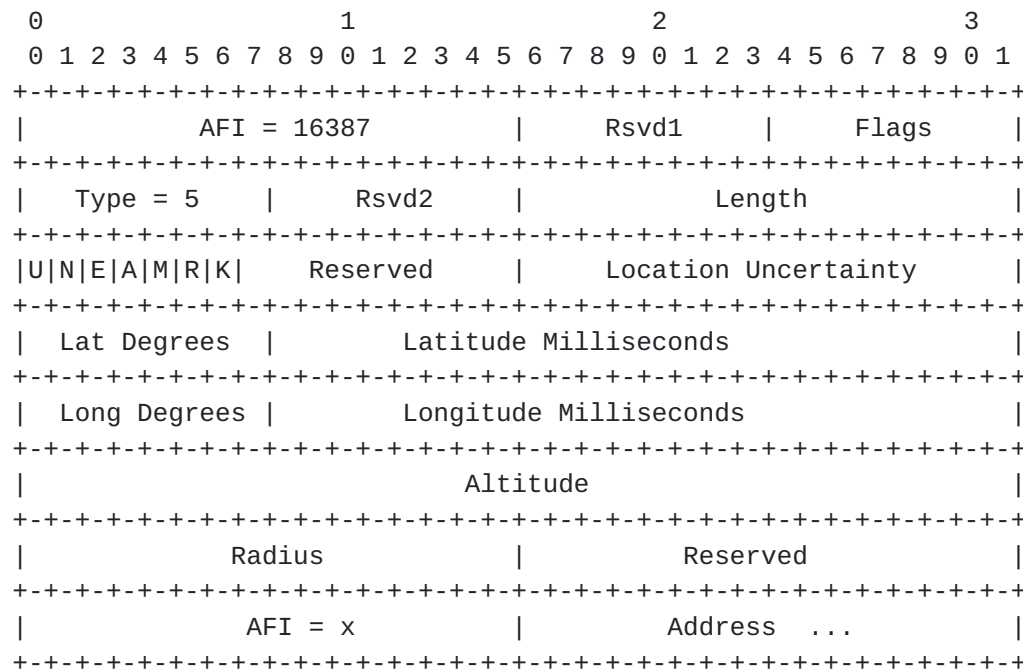 0                   1                   2                   3
 0 1 2 3 4 5 6 7 8 9 0 1 2 3 4 5 6 7 8 9 0 1 2 3 4 5 6 7 8 9 0 1
+-+-+-+-+-+-+-+-+-+-+-+-+-+-+-+-+-+-+-+-+-+-+-+-+-+-+-+-+-+-+-+-+
|           AFI = 16387         |     Rsvd1     |     Flags     |
+-+-+-+-+-+-+-+-+-+-+-+-+-+-+-+-+-+-+-+-+-+-+-+-+-+-+-+-+-+-+-+-+
|   Type = 5    |     Rsvd2     |            Length             |
+-+-+-+-+-+-+-+-+-+-+-+-+-+-+-+-+-+-+-+-+-+-+-+-+-+-+-+-+-+-+-+-+
|U|N|E|A|M|R|K|    Reserved     |     Location Uncertainty      |
+-+-+-+-+-+-+-+-+-+-+-+-+-+-+-+-+-+-+-+-+-+-+-+-+-+-+-+-+-+-+-+-+
|  Lat Degrees  |        Latitude Milliseconds                  |
+-+-+-+-+-+-+-+-+-+-+-+-+-+-+-+-+-+-+-+-+-+-+-+-+-+-+-+-+-+-+-+-+
|  Long Degrees |        Longitude Milliseconds                 |
+-+-+-+-+-+-+-+-+-+-+-+-+-+-+-+-+-+-+-+-+-+-+-+-+-+-+-+-+-+-+-+-+
|                            Altitude                           |
+-+-+-+-+-+-+-+-+-+-+-+-+-+-+-+-+-+-+-+-+-+-+-+-+-+-+-+-+-+-+-+-+
|             Radius            |          Reserved             |
+-+-+-+-+-+-+-+-+-+-+-+-+-+-+-+-+-+-+-+-+-+-+-+-+-+-+-+-+-+-+-+-+
|              AFI = x          |         Address  ...          |
+-+-+-+-+-+-+-+-+-+-+-+-+-+-+-+-+-+-+-+-+-+-+-+-+-+-+-+-+-+-+-+-+